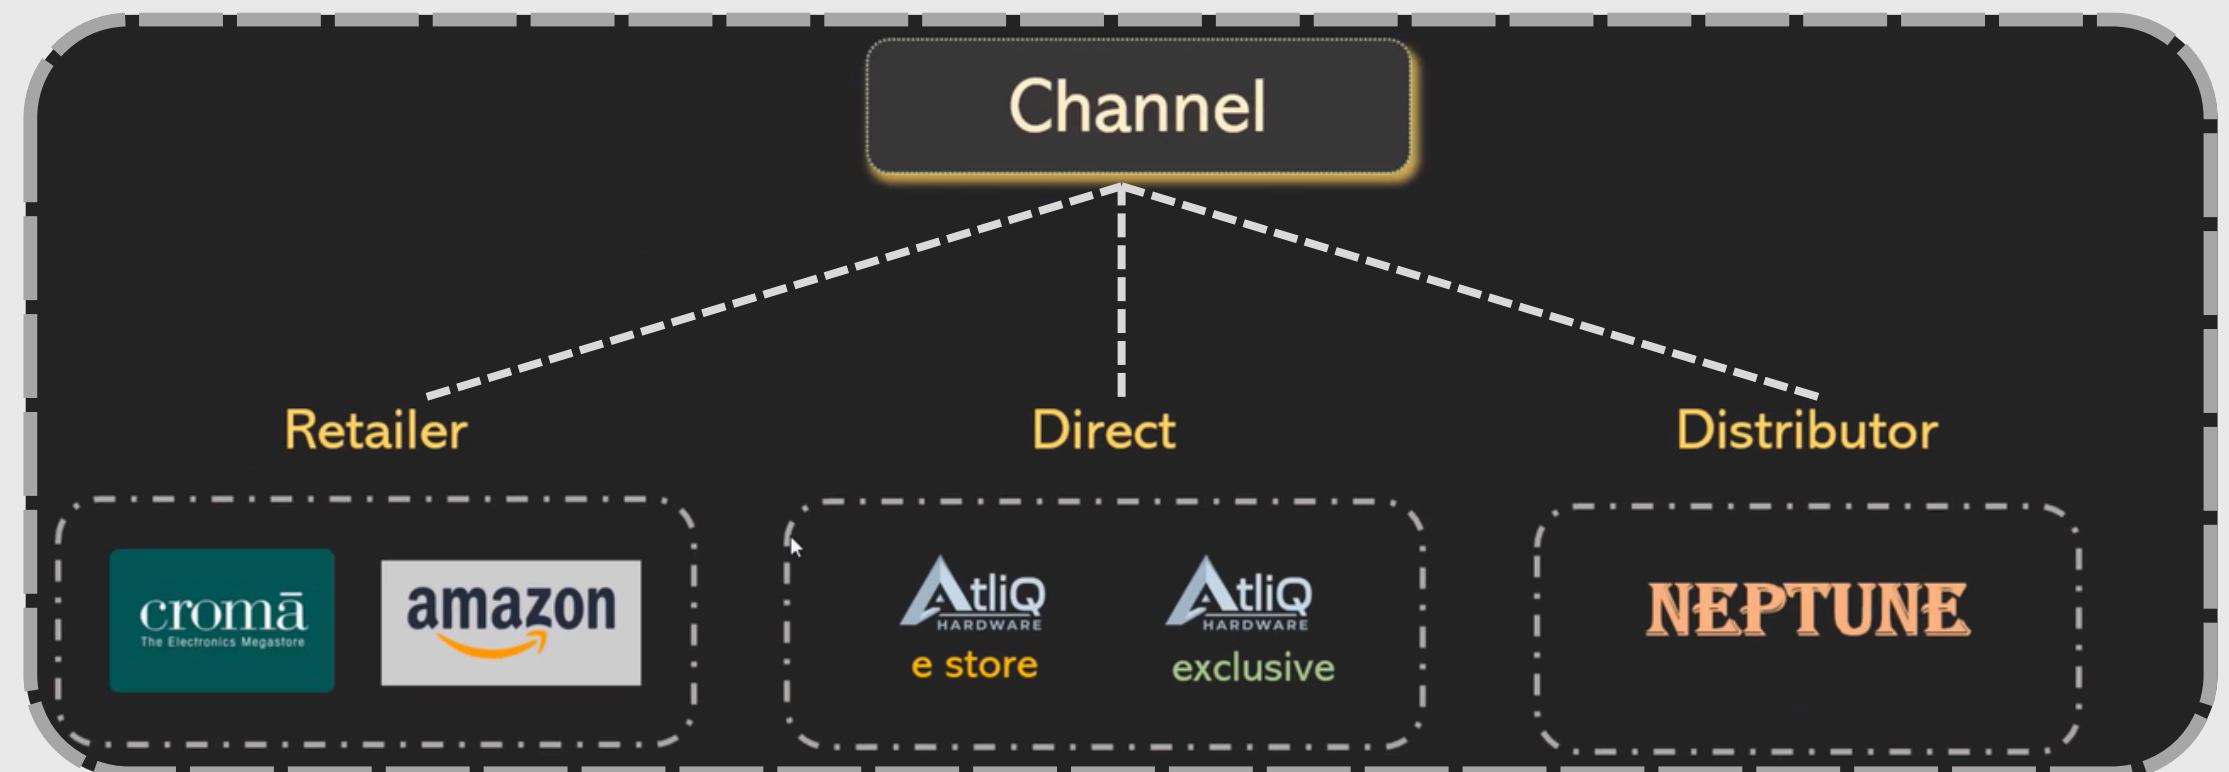 Channel
Retailer
Direct
Distributor
cromā
The Electronics Megastore
amazon
AtliQ
HARDWARE
e store
AtliQ
HARDWARE
exclusive
NEPTUNE